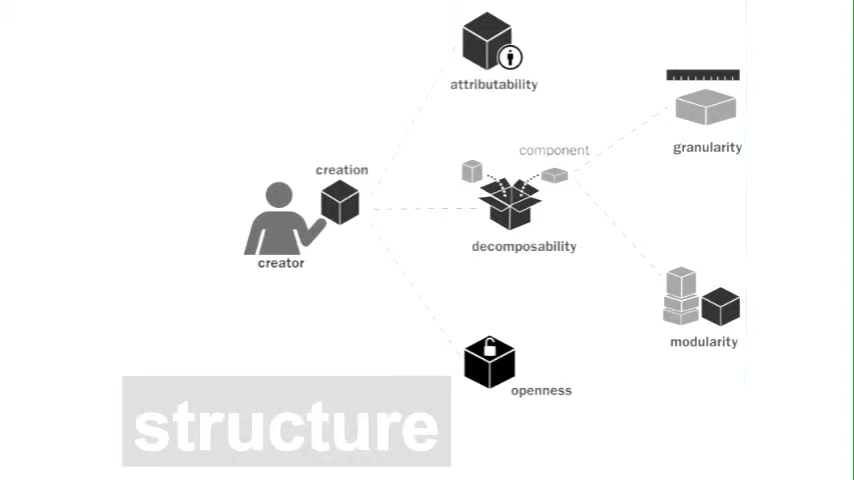 attributability
component
granularity
creation
decomposability
creator
modularity
openness
structure